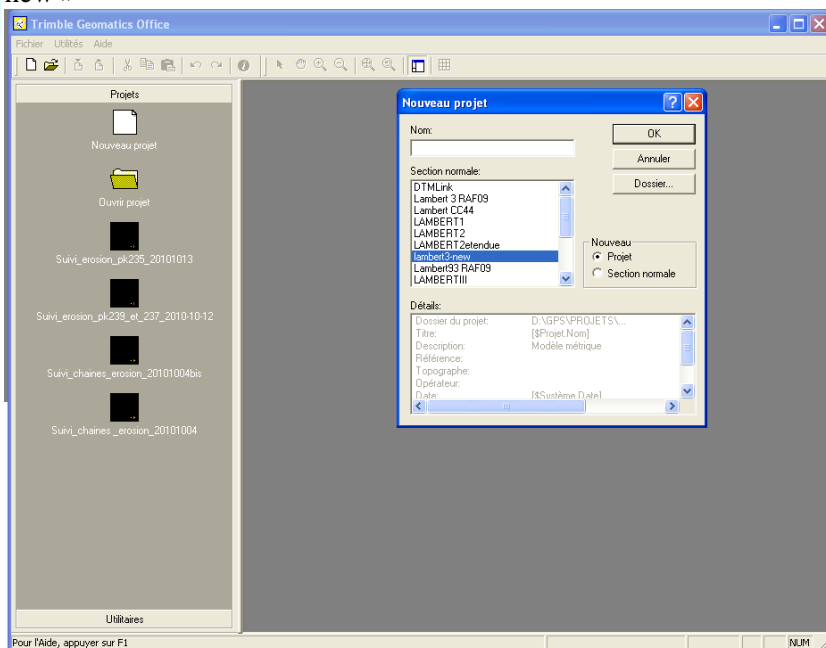 new »
Trimble Geomatics Office
Fichier Utilités Aide
Projets
Nouveau projet
Ouvrir projet
Suivi_erosion_pk235_20101013
Suivi_erosion_pk239_et_237_2010-10-12
Suivi_chaines_erosion_20101004bis
Suivi_chaines _erosion_20101004
Utilitaires
Nouveau projet
Nom:
OK
Annuler
Dossier...
Section normale:
DTMLink
Lambert 3 RAF09
Lambert CC44
LAMBERT1
LAMBERT2
LAMBERT2etendue
lambert3-new
Lambert93 RAF09
LAMBERTIII
Nouveau
Projet
Section normale
Détails:
Dossier du projet: D:\GPS\PROJETS\...
Titre: [$Projet.Nom]
Description: Modèle métrique
Référence:
Topographe:
Opérateur:
Date: [$Système Date]
Pour l'Aide, appuyer sur F1
NUM